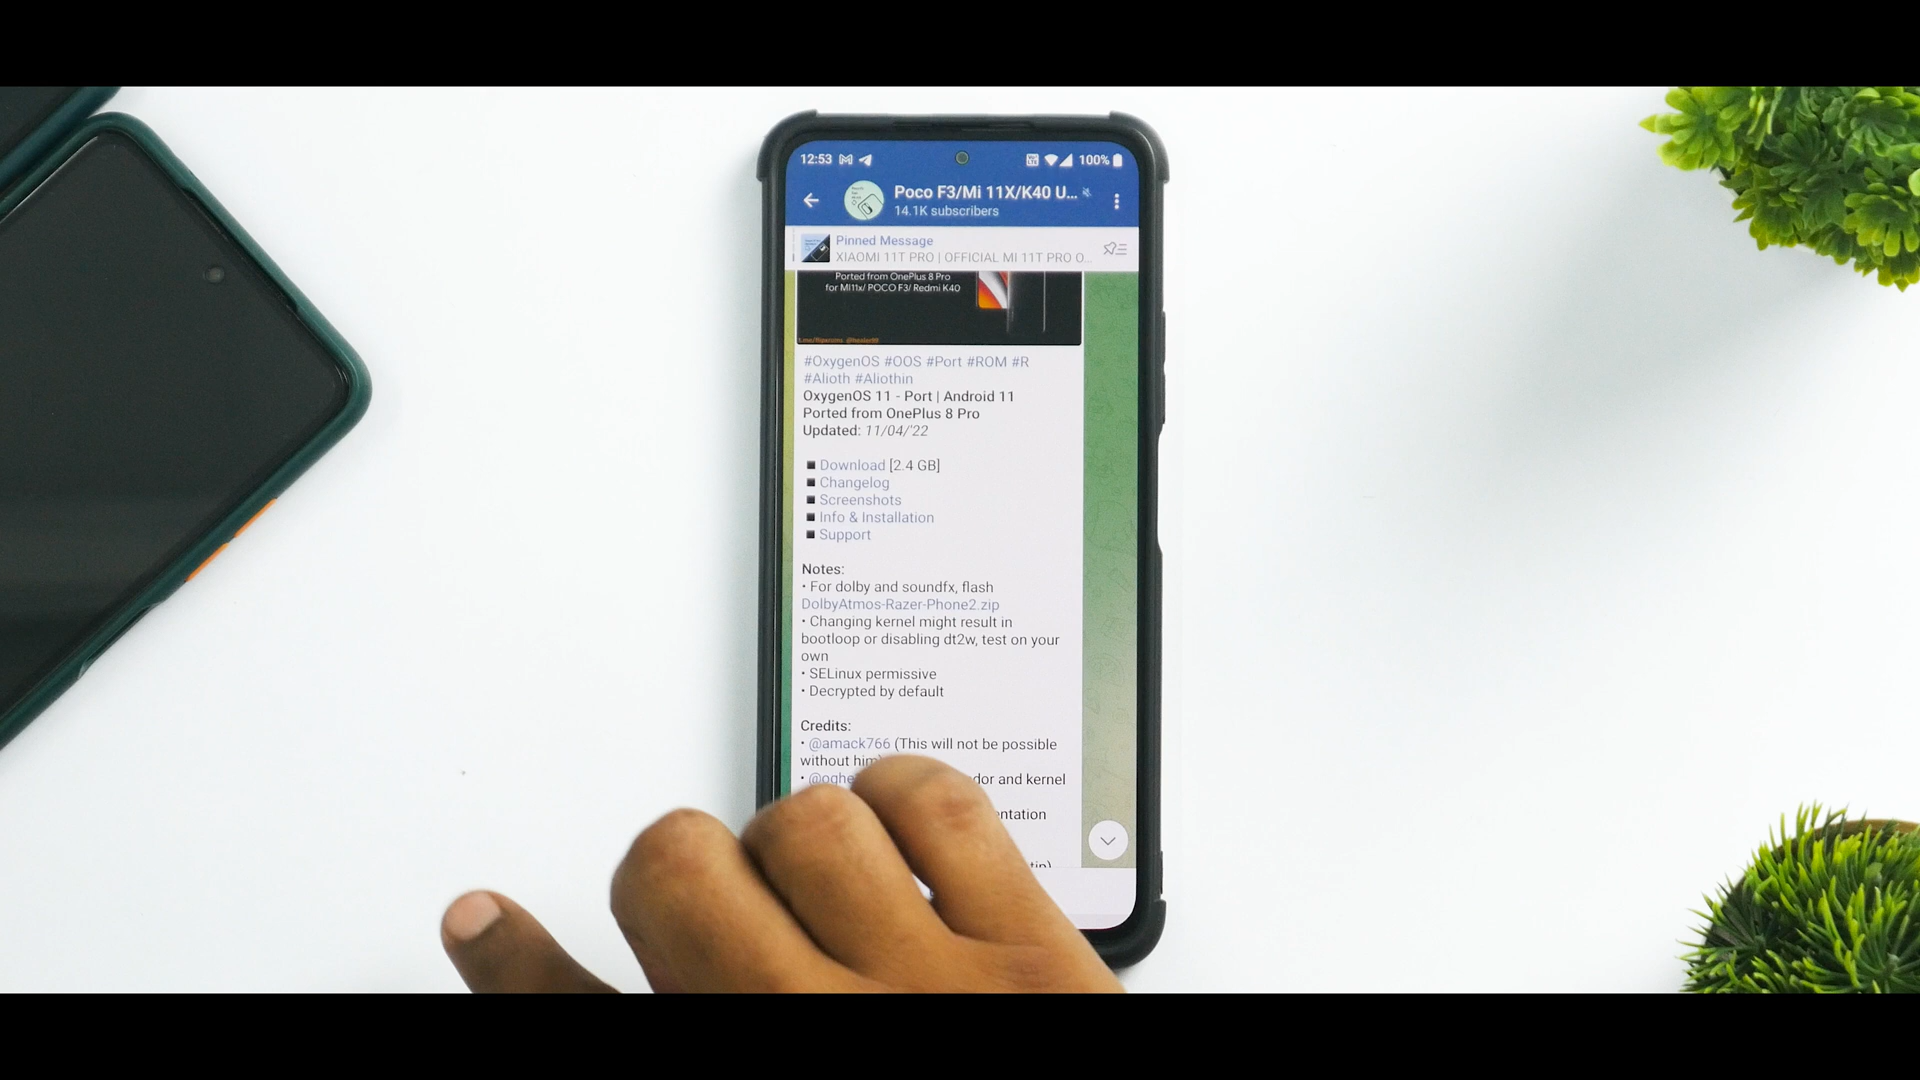 12:53 100%
Poco F3/Mi 11X/K40 U...
14.1K subscribers
Pinned Message
XIAOMI 11T PRO | OFFICIAL MI 11T PRO O...
Ported from OnePlus 8 Pro
for MI11x/ POCO F3/ Redmi K40
#OxygenOS #OOS #Port #ROM #R
#Alioth #Aliothin
OxygenOS 11 - Port | Android 11
Ported from OnePlus 8 Pro
Updated: 11/04/'22
Download [2.4 GB]
Changelog
Screenshots
Info & Installation
Support
Notes:
• For dolby and soundfx, flash
DolbyAtmos-Razer-Phone2.zip
• Changing kernel might result in
bootloop or disabling dt2w, test on your
own
• SELinux permissive
• Decrypted by default
Credits:
• @amack766 (This will not be possible
without him)
• and kernel